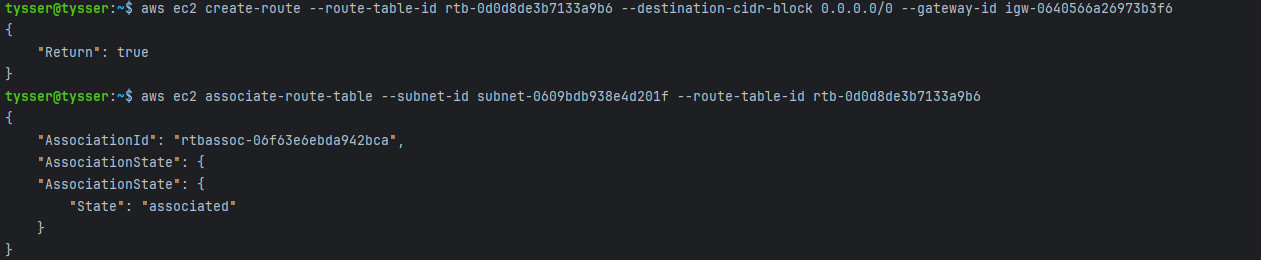 tysser@tysser:~$ aws ec2 create-route --route-table-id rtb-0d0d8de3b7133a9b6 --destination-cidr-block 0.0.0.0/0 --gateway-id igw-0640566a26973b3f6
{
    "Return": true
}
tysser@tysser:~$ aws ec2 associate-route-table --subnet-id subnet-0609bdb938e4d201f --route-table-id rtb-0d0d8de3b7133a9b6
{
    "AssociationId": "rtbassoc-06f63e6ebda942bca",
    "AssociationState": {
    "AssociationState": {
        "State": "associated"
    }
}